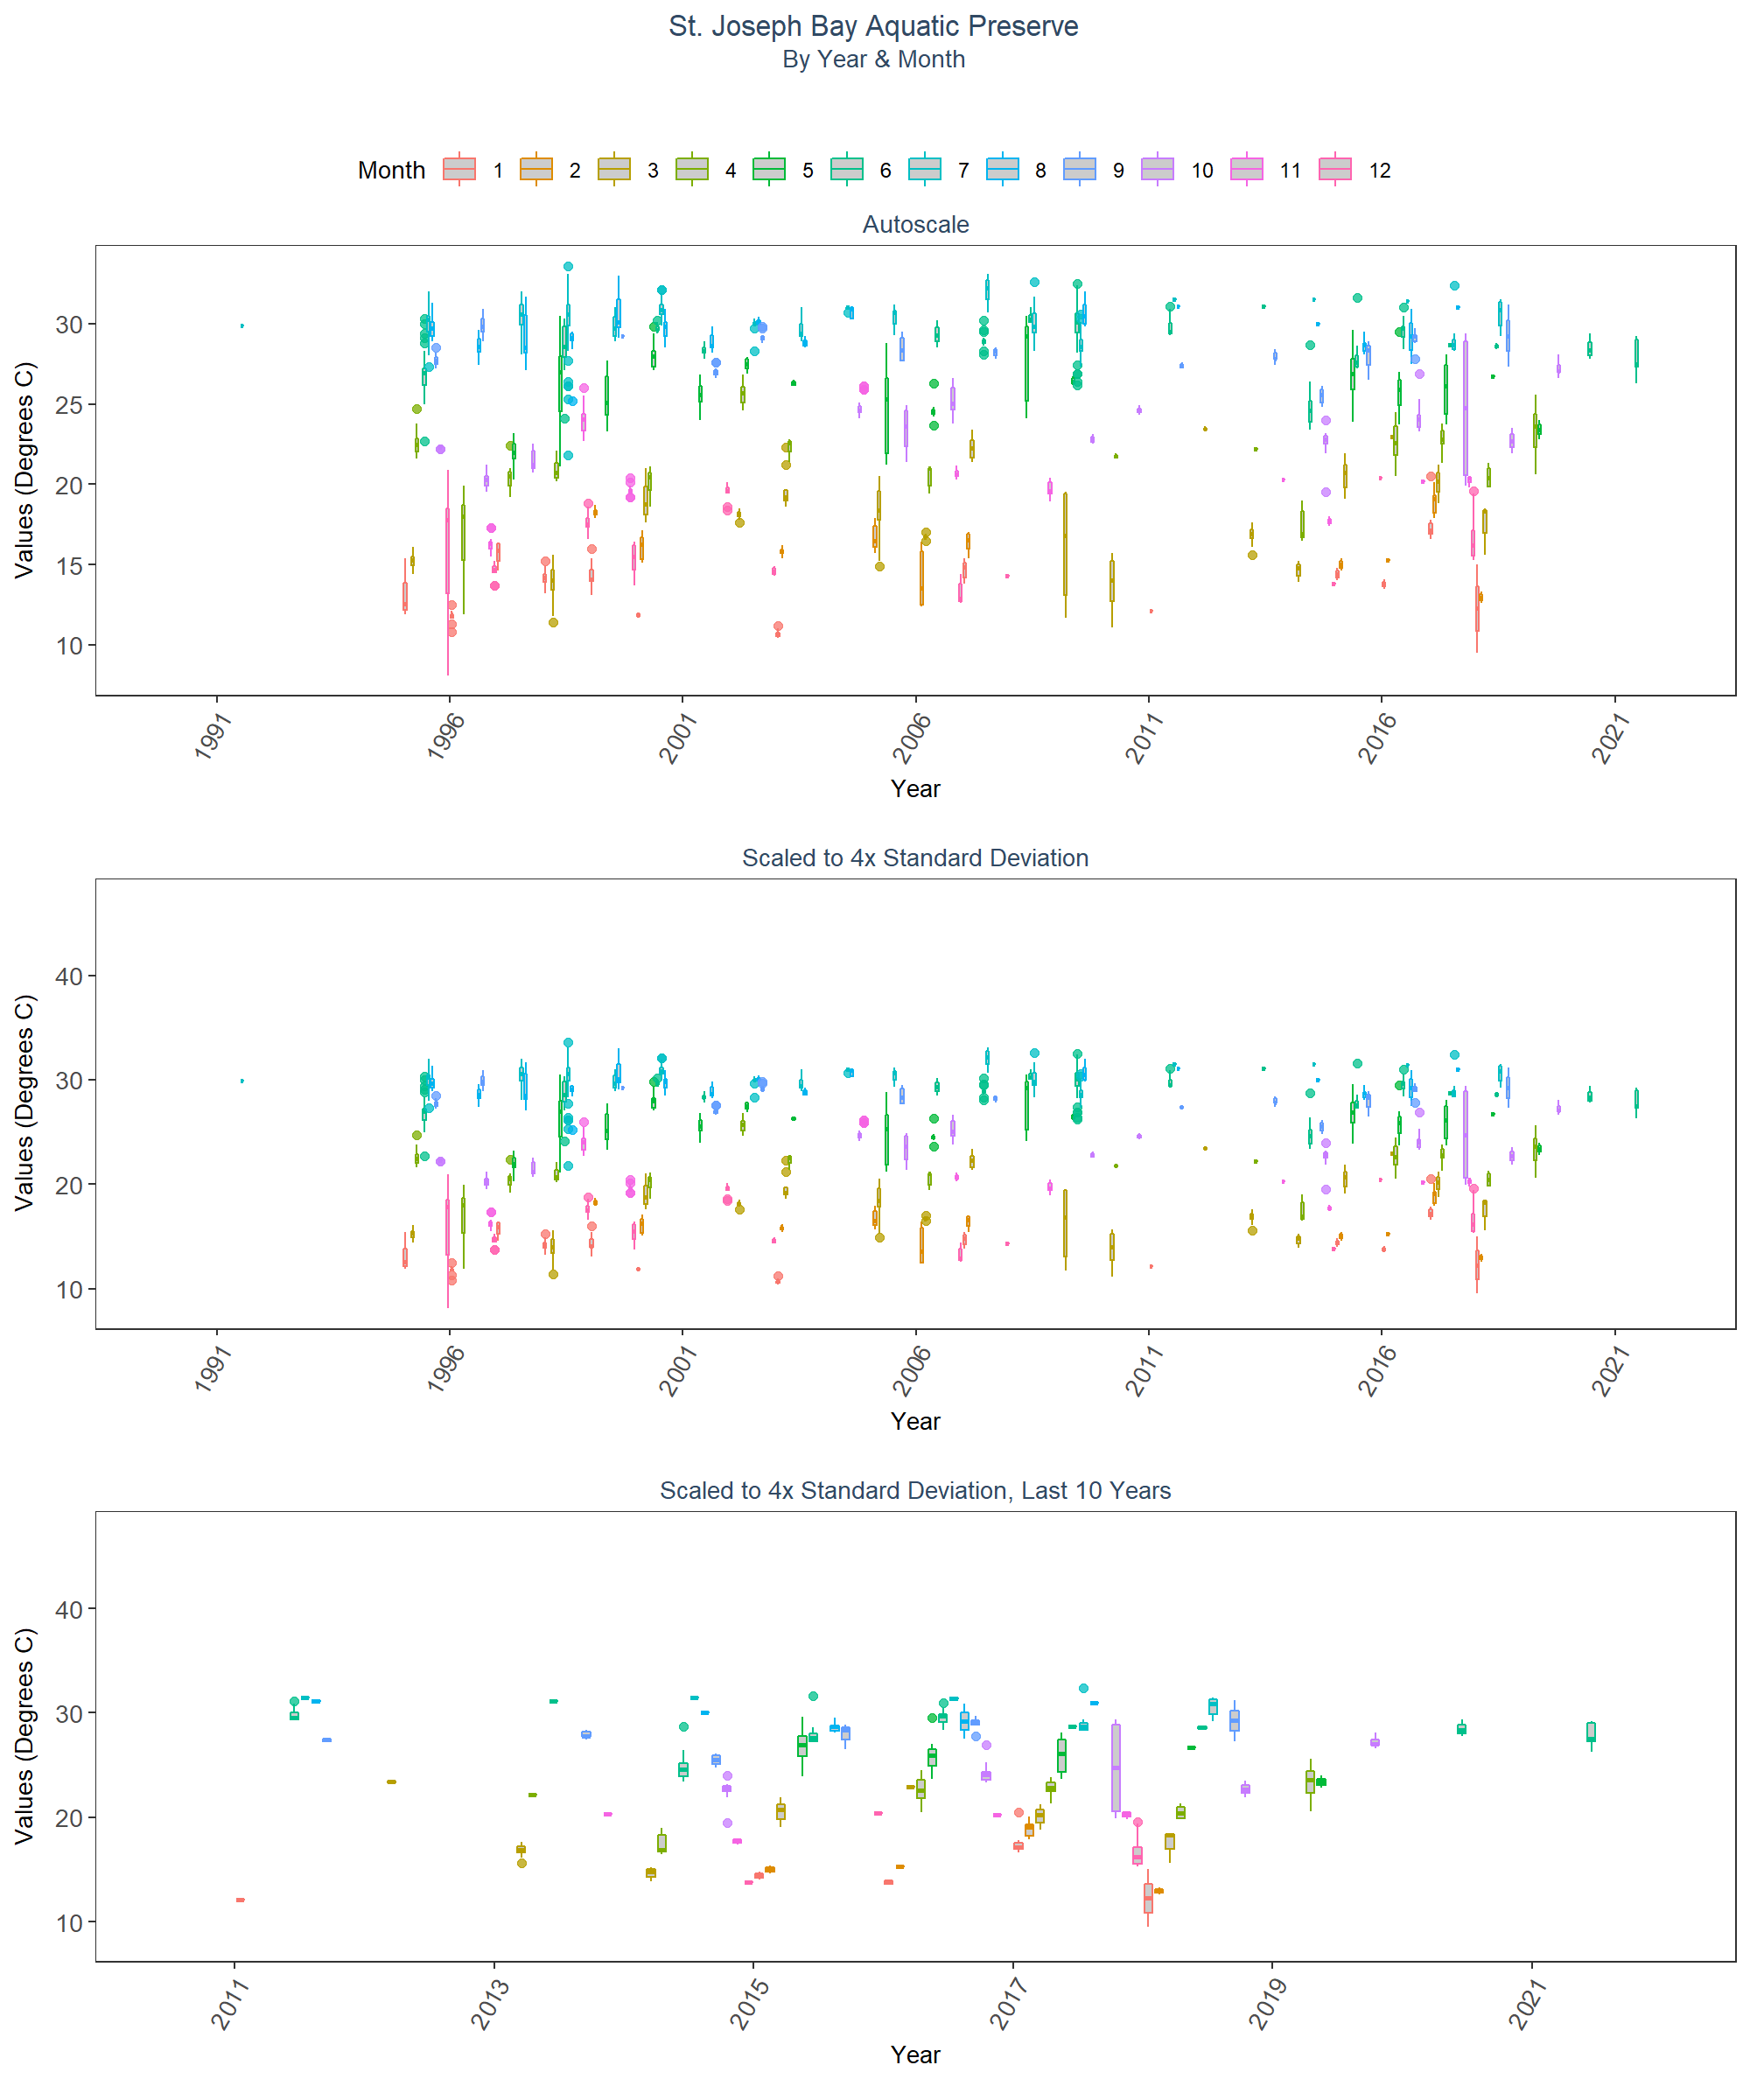 St. Joseph Bay Aquatic Preserve
By Year & Month
Month 1 2 3 4 5 6 7 8 9 10 11 12
Autoscale
Values (Degrees C)
30
25
20
15
10
1991 1996 2001 2006 2011 2016 2021
Year
Scaled to 4x Standard Deviation
Values (Degrees C)
40
30
20
10
1991 1996 2001 2006 2011 2016 2021
Year
Scaled to 4x Standard Deviation, Last 10 Years
Values (Degrees C)
40
30
20
10
2011 2013 2015 2017 2019 2021
Year